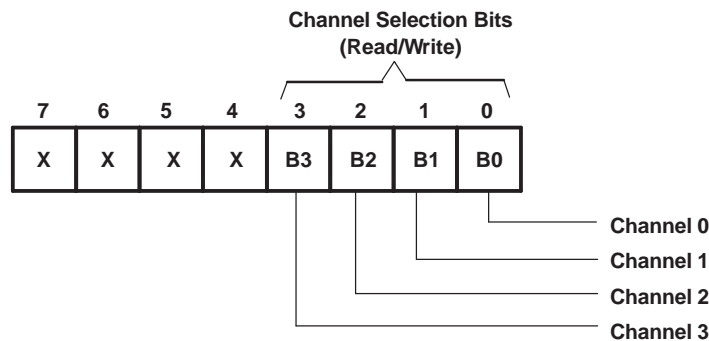 Channel Selection Bits
(Read/Write)
7 6 5 4 3 2 1 0
X X X X B3 B2 B1 B0
Channel 0
Channel 1
Channel 2
Channel 3